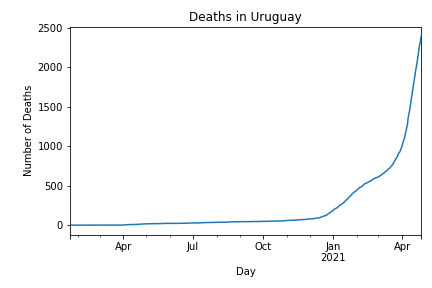 Deaths in Uruguay
Number of Deaths
2500
2000
1500
1000
500
0
Apr
Jul
Oct
Jan
2021
Apr
Day